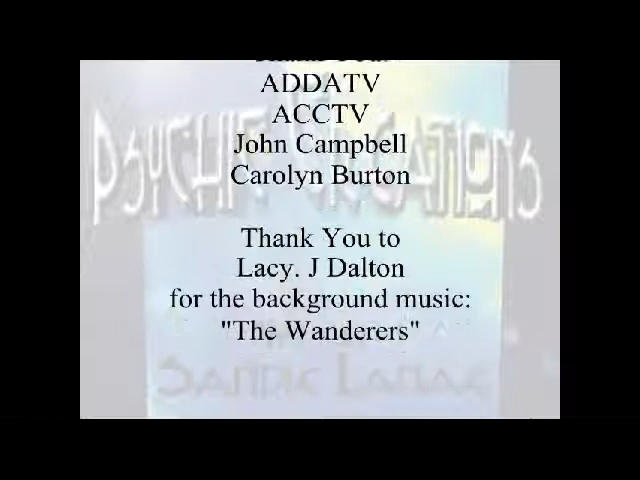 ADDATV
ACCTV
John Campbell
Carolyn Burton
Thank You to
Lacy. J Dalton
for the background music:
"The Wanderers"